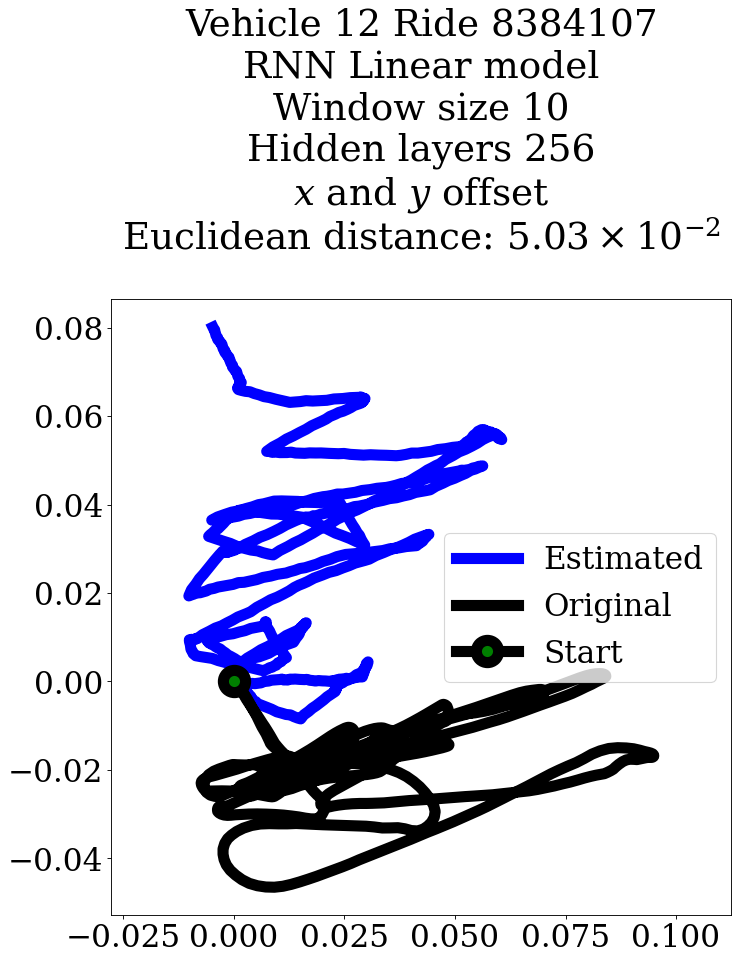 Vehicle 12 Ride 8384107
RNN Linear model
Window size 10
Hidden layers 256
x and y offset
Euclidean distance: 5.03 × 10⁻²
0.08
0.06
0.04
0.02
0.00
−0.02
−0.04
Estimated
Original
Start
−0.025 0.000 0.025 0.050 0.075 0.100